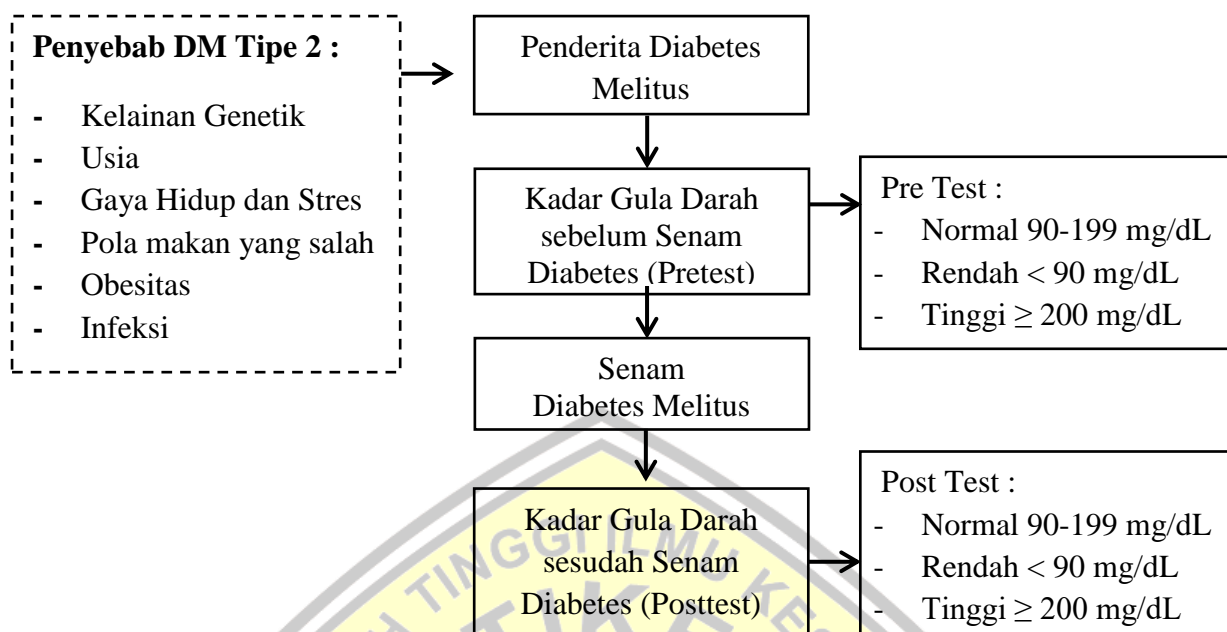 Penyebab DM Tipe 2 :
- Kelainan Genetik
- Usia
- Gaya Hidup dan Stres
- Pola makan yang salah
- Obesitas
- Infeksi
Penderita Diabetes
Melitus
Kadar Gula Darah
sebelum Senam
Diabetes (Pretest)
Pre Test :
- Normal 90-199 mg/dL
- Rendah < 90 mg/dL
- Tinggi ≥ 200 mg/dL
Senam
Diabetes Melitus
Kadar Gula Darah
sesudah Senam
Diabetes (Posttest)
Post Test :
- Normal 90-199 mg/dL
- Rendah < 90 mg/dL
- Tinggi ≥ 200 mg/dL
TINGGI ILMU